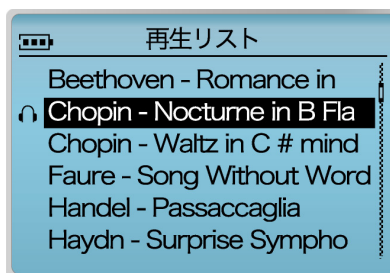 再生リスト
Beethoven - Romance in
Chopin - Nocturne in B Fla
Chopin - Waltz in C # mind
Faure - Song Without Word
Handel - Passaccaglia
Haydn - Surprise Sympho